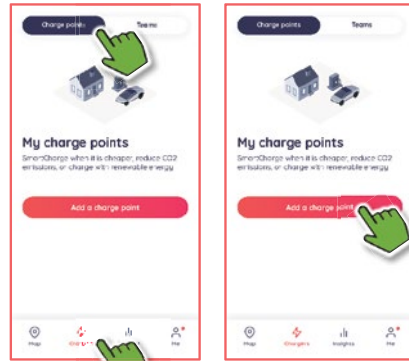 Charge points
Teams
My charge points
SmartCharge when it is cheaper, reduce CO2
emissions, or charge with renewable energy
Add a charge point
Map
Me
Charge points
Teams
My charge points
SmartCharge when it is cheaper, reduce CO2
emissions, or charge with renewable energy
Add a charge point
Map
Chargers
Insights
Me